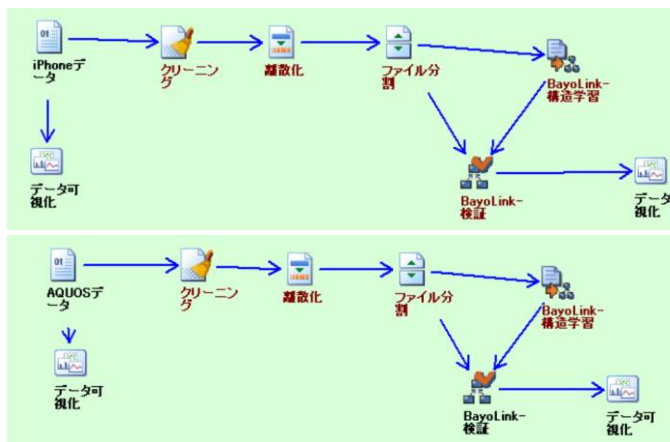 iPhoneデ
ータ
クリーニン
グ
離散化
ファイル分
割
BayoLink-
構造学習
データ可
視化
BayoLink-
検証
データ可
視化
AQUOSデ
ータ
クリーニン
グ
離散化
ファイル分
割
BayoLink-
構造学習
データ可
視化
BayoLink-
検証
データ可
視化